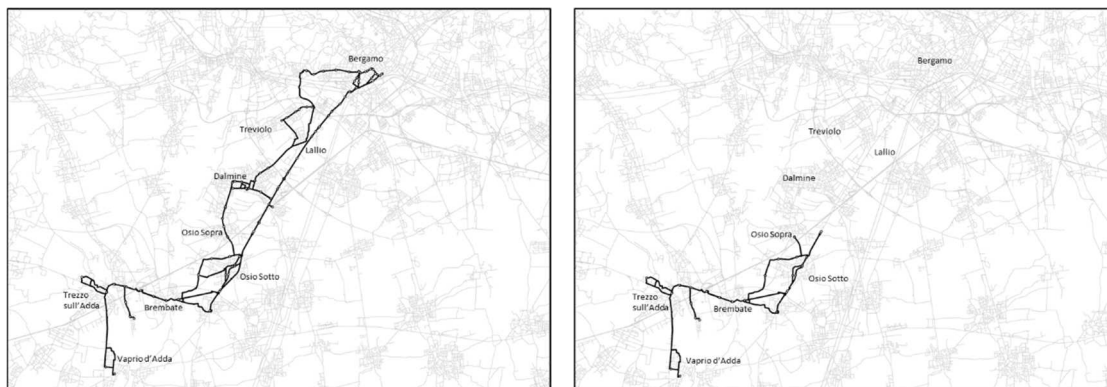 Bergamo
Treviolo
Lallio
Dalmine
Osio Sopra
Osio Sotto
Trezzo
sull'Adda
Brembate
Vaprio d'Adda
Bergamo
Treviolo
Lallio
Dalmine
Osio Sopra
Osio Sotto
Trezzo
sull'Adda
Brembate
Vaprio d'Adda